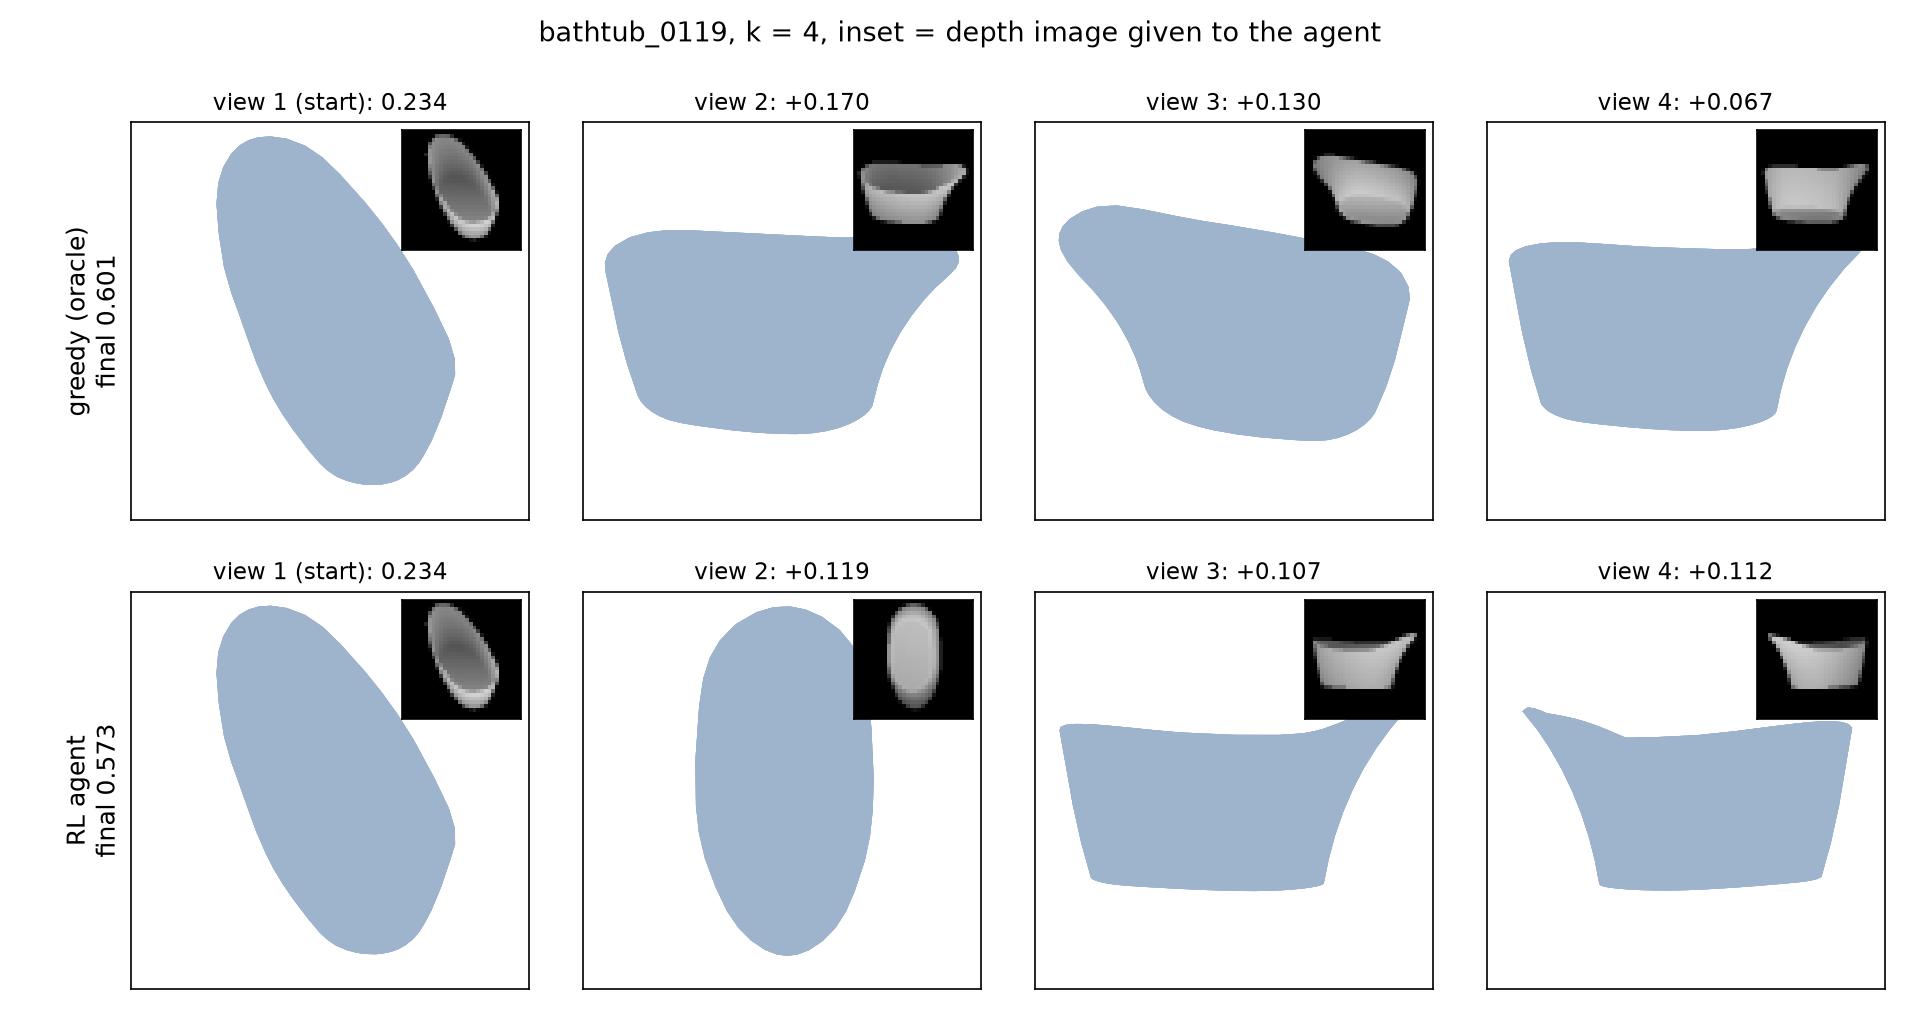 bathtub_0119, k = 4, inset = depth image given to the agent
view 1 (start): 0.234
view 2: +0.170
view 3: +0.130
view 4: +0.067
greedy (oracle)
final 0.601
view 1 (start): 0.234
view 2: +0.119
view 3: +0.107
view 4: +0.112
RL agent
final 0.573